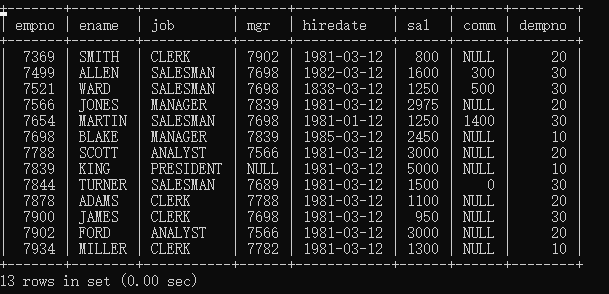 | empno | ename  | job       | mgr  | hiredate   | sal  | comm | dempno |
|  7369 | SMITH  | CLERK     | 7902 | 1981-03-12 |  800 | NULL |     20 |
|  7499 | ALLEN  | SALESMAN  | 7698 | 1982-03-12 | 1600 |  300 |     30 |
|  7521 | WARD   | SALESMAN  | 7698 | 1838-03-12 | 1250 |  500 |     30 |
|  7566 | JONES  | MANAGER   | 7839 | 1981-03-12 | 2975 | NULL |     20 |
|  7654 | MARTIN | SALESMAN  | 7698 | 1981-01-12 | 1250 | 1400 |     30 |
|  7698 | BLAKE  | MANAGER   | 7839 | 1985-03-12 | 2450 | NULL |     10 |
|  7788 | SCOTT  | ANALYST   | 7566 | 1981-03-12 | 3000 | NULL |     20 |
|  7839 | KING   | PRESIDENT | NULL | 1981-03-12 | 5000 | NULL |     10 |
|  7844 | TURNER | SALESMAN  | 7689 | 1981-03-12 | 1500 |    0 |     30 |
|  7878 | ADAMS  | CLERK     | 7788 | 1981-03-12 | 1100 | NULL |     20 |
|  7900 | JAMES  | CLERK     | 7698 | 1981-03-12 |  950 | NULL |     30 |
|  7902 | FORD   | ANALYST   | 7566 | 1981-03-12 | 3000 | NULL |     20 |
|  7934 | MILLER | CLERK     | 7782 | 1981-03-12 | 1300 | NULL |     10 |
13 rows in set (0.00 sec)